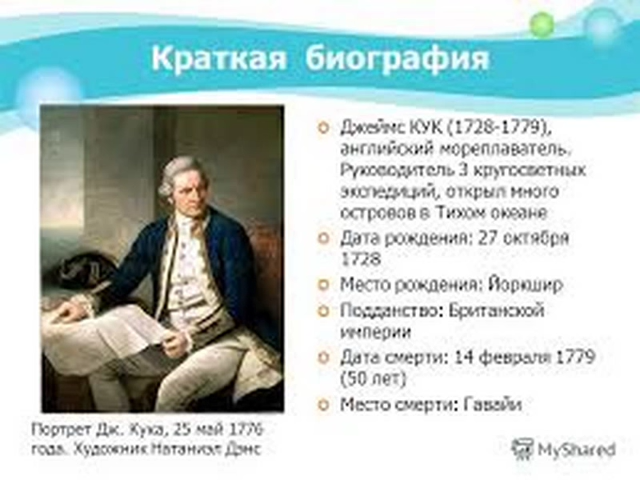 Краткая биография
Джеймс КУК (1728-1779),
английский мореплаватель.
Руководитель 3 кругосветных
экспедиций, открыл много
островов в Тихом океане
Дата рождения: 27 октября
1728
Место рождения: Йоркшир
Подданство: Британской
империи
Дата смерти: 14 февраля 1779
(50 лет)
Место смерти: Гавайи
Портрет Дж. Кука, 25 май 1776
года. Художник Натаниэл Дэнс
MyShared